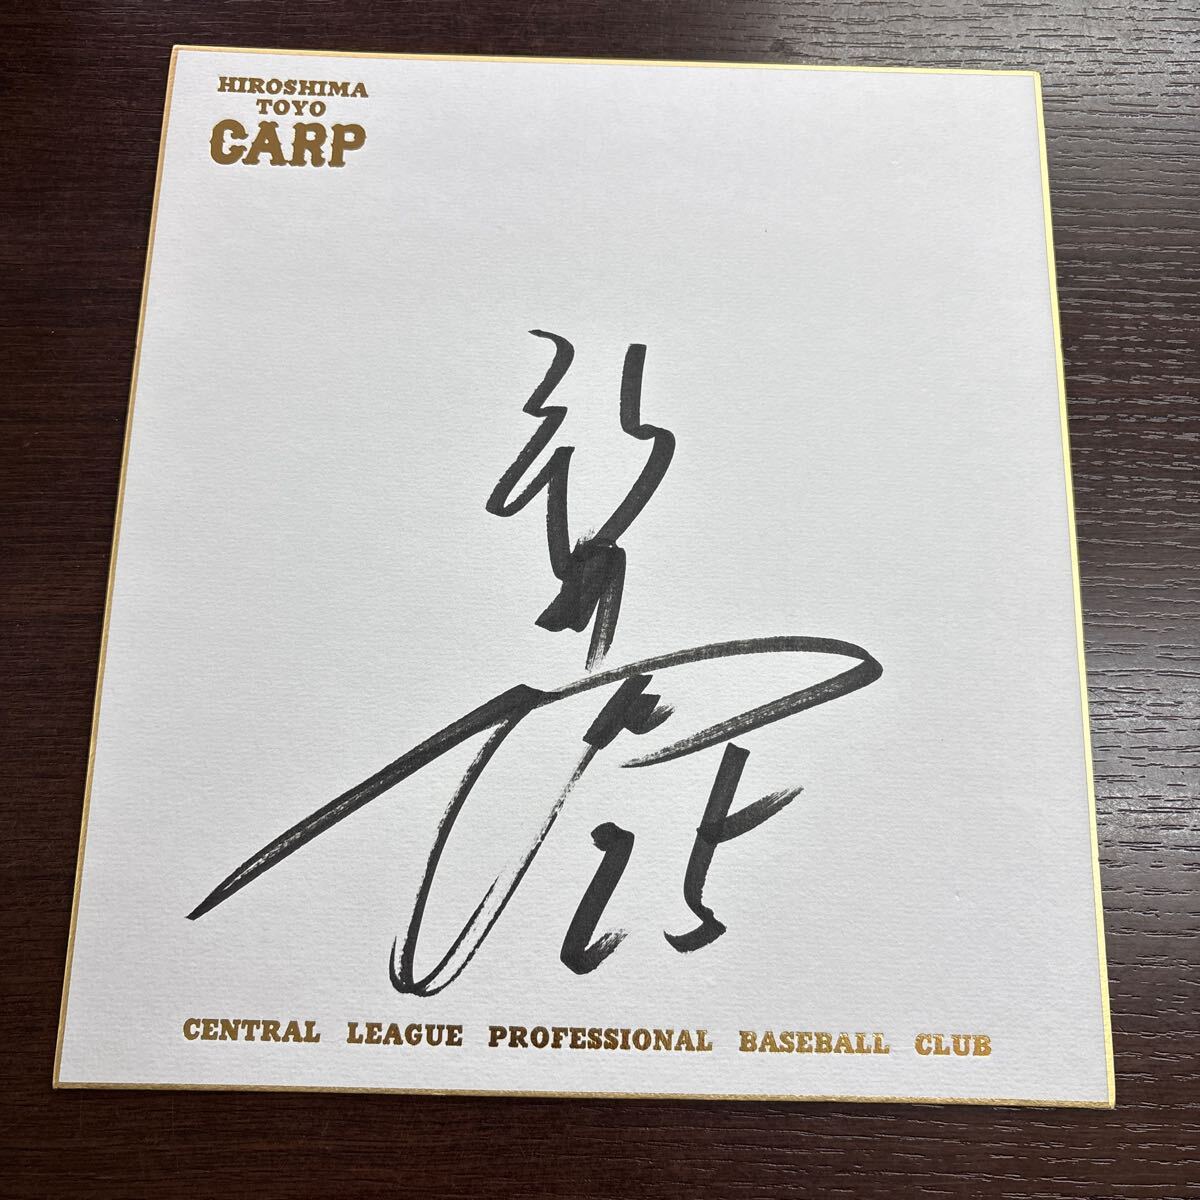 HIROSHIMA
TOYO
CARP
25
CENTRAL LEAGUE PROFESSIONAL BASEBALL CLUB